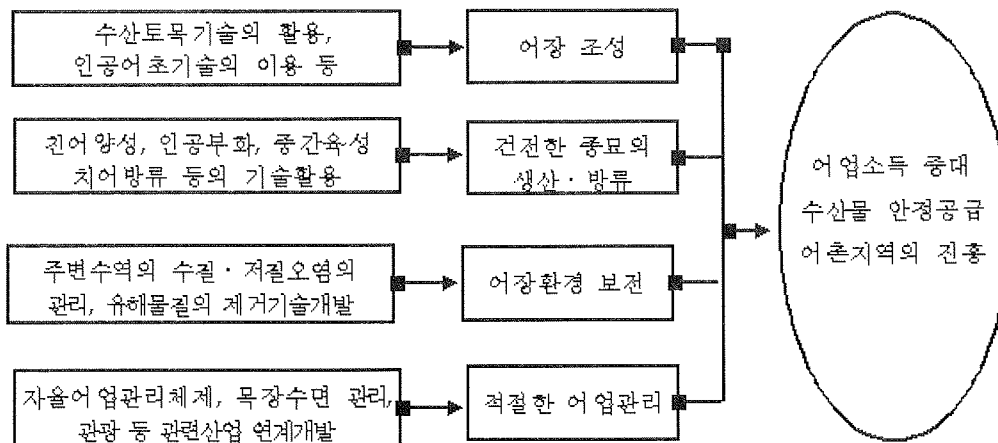 수산토목기술의 활용,
인공어초기술의 이용 등
어장 조성
친어양성, 인공부화, 중간육성
치어방류 등의 기술활용
건전한 종묘의
생산·방류
주변수역의 수질·저질오염의
관리, 유해물질의 제거기술개발
어장환경 보전
자율어업관리체제, 목장수면 관리,
관광 등 관련산업 연계개발
적절한 어업관리
어업소득 증대
수산물 안정공급
어촌지역의 진흥